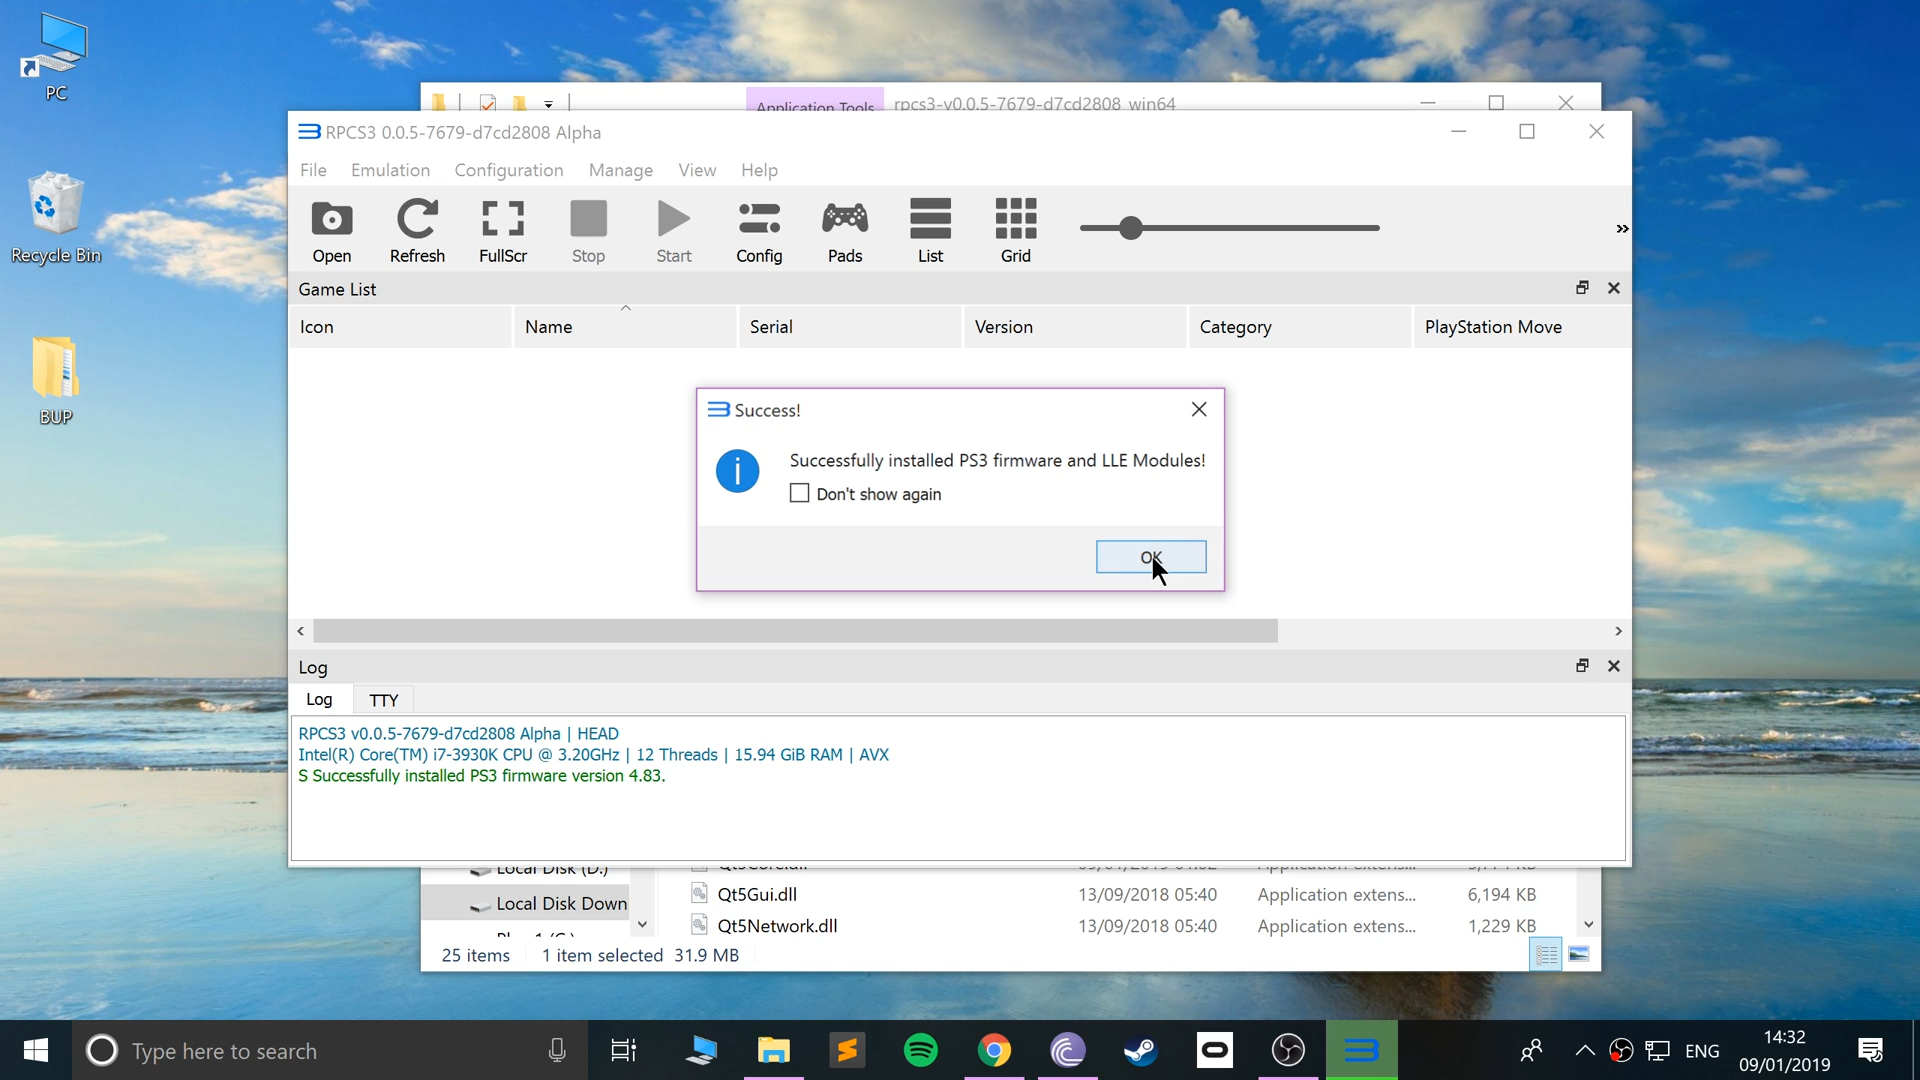 PC
Recycle Bin
BUP
Application Tools
rpcs3-v0.0.5-7679-d7cd2808_win64
RPCS3 0.0.5-7679-d7cd2808 Alpha
File Emulation Configuration Manage View Help
Open Refresh FullScr Stop Start Config Pads List Grid
»
Game List
Icon Name Serial Version Category PlayStation Move
Success!
Successfully installed PS3 firmware and LLE Modules!
Don't show again
OK
Log
Log TTY
RPCS3 v0.0.5-7679-d7cd2808 Alpha | HEAD
Intel(R) Core(TM) i7-3930K CPU @ 3.20GHz | 12 Threads | 15.94 GiB RAM | AVX
S Successfully installed PS3 firmware version 4.83.
Local Disk (D:)
Local Disk Down
Qt5Gui.dll 13/09/2018 05:40 Application extens... 6,194 KB
Qt5Network.dll 13/09/2018 05:40 Application extens... 1,229 KB
25 items 1 item selected 31.9 MB
Type here to search
ENG
14:32
09/01/2019